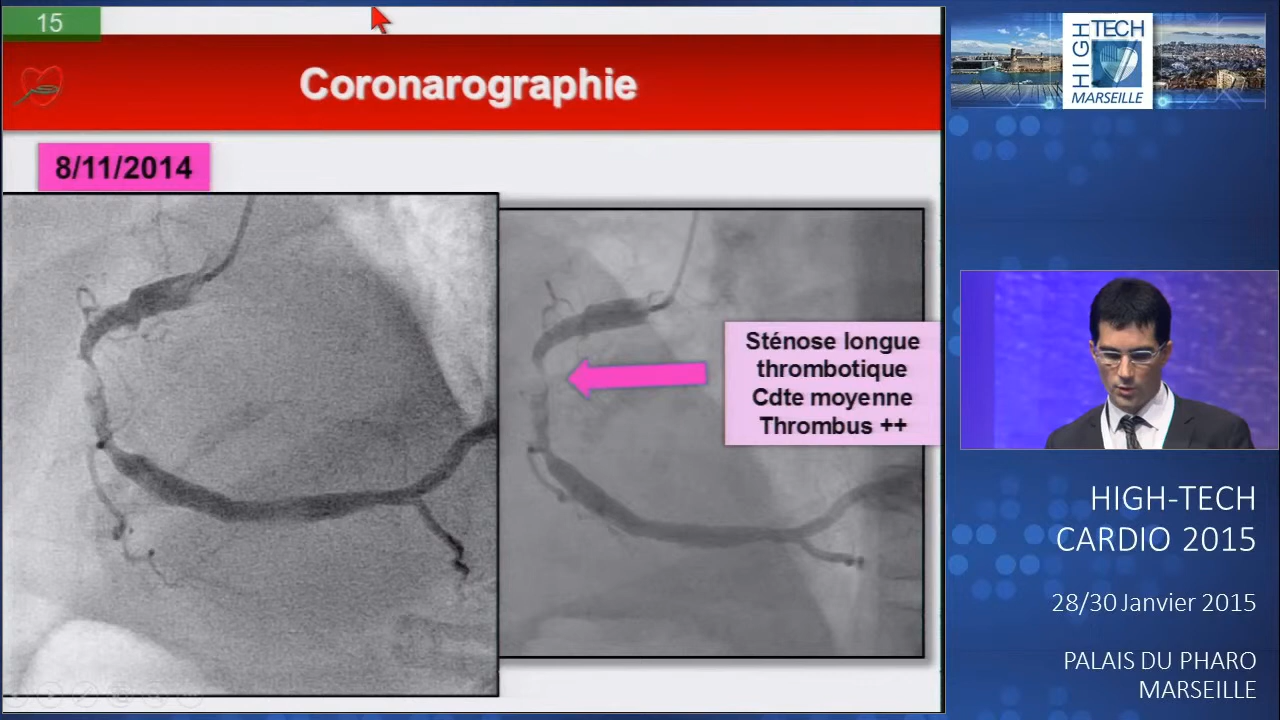 15
Coronarographie
8/11/2014
Sténose longue
thrombotique
Cdte moyenne
Thrombus ++
HIGH TECH
MARSEILLE
HIGH-TECH
CARDIO 2015
28/30 Janvier 2015
PALAIS DU PHARO
MARSEILLE